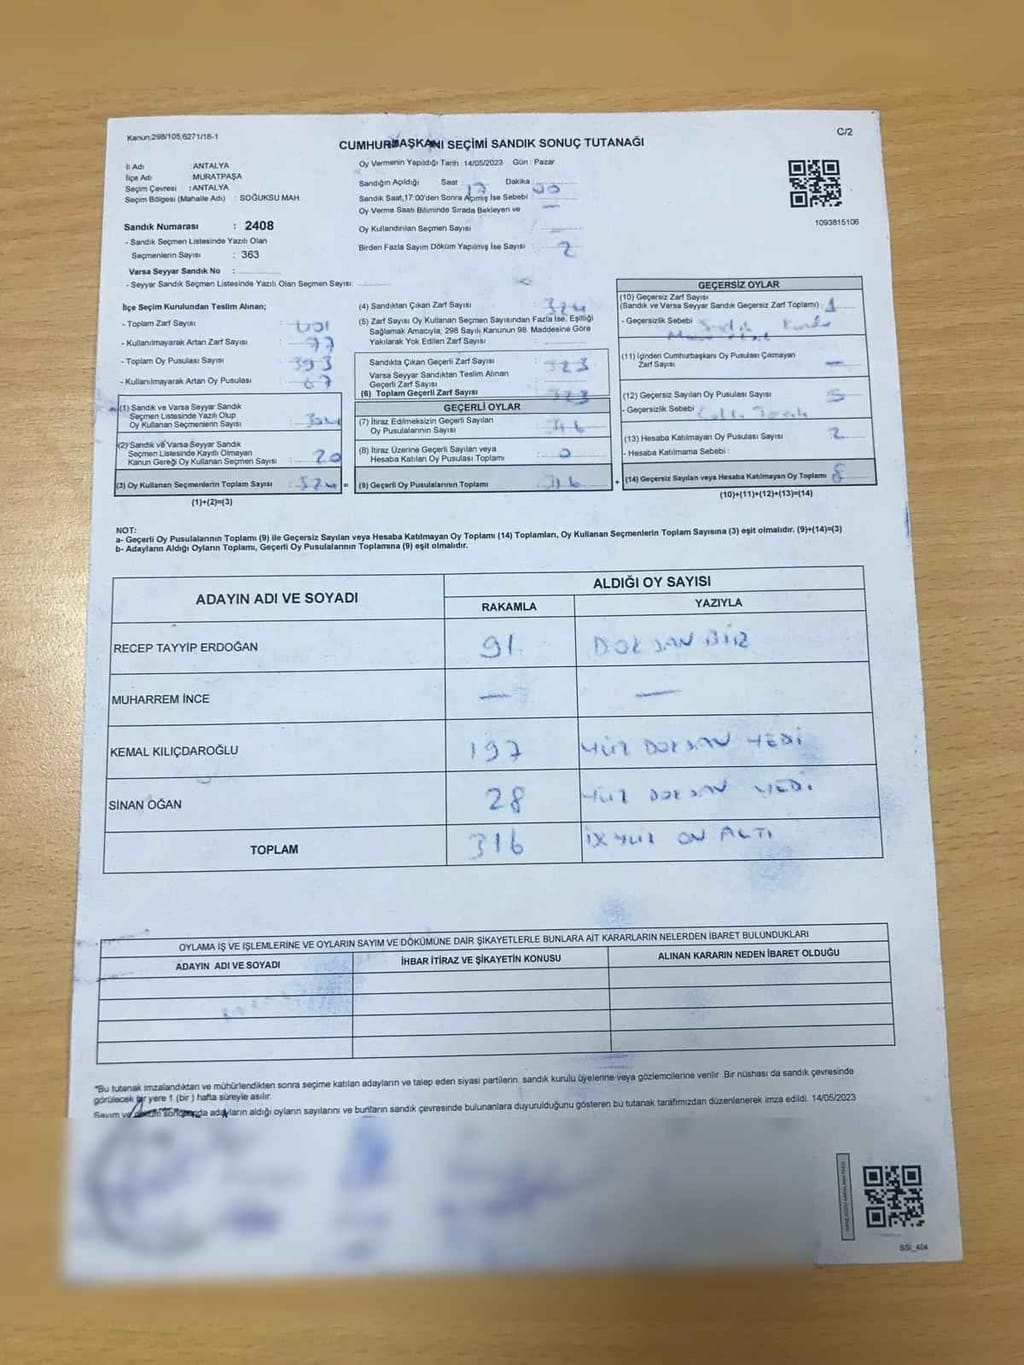 Kanun:298/105,6271/18-1
C/2
CUMHURBAŞKANI SEÇİMİ SANDIK SONUÇ TUTANAĞI
İl Adı : ANTALYA
İlçe Adı : MURATPAŞA
Seçim Çevresi : ANTALYA
Seçim Bölgesi (Mahalle Adı) : SOĞUKSU MAH.
Sandık Numarası : 2408
- Sandık Seçmen Listesinde Yazılı Olan
Seçmenlerin Sayısı : 363
Varsa Seyyar Sandık No :
- Seyyar Sandık Seçmen Listesinde Yazılı Olan Seçmen Sayısı:
Oy Vermenin Yapıldığı Tarih :14/05/2023 Gün : Pazar
Sandığın Açıldığı Saat 17 Dakika 00
Sandık Saat,17:00'den Sonra Açılmış İse Sebebi
Oy Verme Saati Bitiminde Sırada Bekleyen ve —
Oy Kullandırılan Seçmen Sayısı
Birden Fazla Sayım Döküm Yapılmış İse Sayısı : 2
1093815106
İlçe Seçim Kurulundan Teslim Alınan;
- Toplam Zarf Sayısı : 401
- Kullanılmayarak Artan Zarf Sayısı : 77
- Toplam Oy Pusulası Sayısı : 393
- Kullanılmayarak Artan Oy Pusulası : 67
(1) Sandık ve Varsa Seyyar Sandık
Seçmen Listesinde Yazılı Olup
Oy Kullanan Seçmenlerin Sayısı : 304
(2) Sandık ve Varsa Seyyar Sandık
Seçmen Listesinde Kayıtlı Olmayan
Kanun Gereği Oy Kullanan Seçmen Sayısı : 20
(3) Oy Kullanan Seçmenlerin Toplam Sayısı : 324 =
(1)+(2)=(3)
(4) Sandıktan Çıkan Zarf Sayısı : 324
(5) Zarf Sayısı Oy Kullanan Seçmen Sayısından Fazla İse, Eşitliği
Sağlamak Amacıyla, 298 Sayılı Kanunun 98. Maddesine Göre
Yakılarak Yok Edilen Zarf Sayısı :
Sandıkta Çıkan Geçerli Zarf Sayısı : 323
Varsa Seyyar Sandıktan Teslim Alınan
Geçerli Zarf Sayısı :
(6) Toplam Geçerli Zarf Sayısı : 323
GEÇERLİ OYLAR
(7) İtiraz Edilmeksizin Geçerli Sayılan
Oy Pusulalarının Sayısı : 316
(8) İtiraz Üzerine Geçerli Sayılan veya
Hesaba Katılan Oy Pusulası Toplamı : 0
(9) Geçerli Oy Pusulalarının Toplamı : 316 +
GEÇERSİZ OYLAR
(10) Geçersiz Zarf Sayısı
(Sandık ve Varsa Seyyar Sandık Geçersiz Zarf Toplamı) : 1
- Geçersizlik Sebebi : Sandık Kurulu
(11) İçinden Cumhurbaşkanı Oy Pusulası Çıkmayan
Zarf Sayısı : —
(12) Geçersiz Sayılan Oy Pusulası Sayısı : 5
- Geçersizlik Sebebi :
(13) Hesaba Katılmayan Oy Pusulası Sayısı : 2
- Hesaba Katılmama Sebebi :
(14) Geçersiz Sayılan veya Hesaba Katılmayan Oy Toplamı : 8
(10)+(11)+(12)+(13)=(14)
NOT:
a- Geçerli Oy Pusulalarının Toplamı (9) ile Geçersiz Sayılan veya Hesaba Katılmayan Oy Toplamı (14) Toplamları, Oy Kullanan Seçmenlerin Toplam Sayısına (3) eşit olmalıdır. (9)+(14)=(3)
b- Adayların Aldığı Oyların Toplamı, Geçerli Oy Pusulalarının Toplamına (9) eşit olmalıdır.
ADAYIN ADI VE SOYADI ALDIĞI OY SAYISI
RAKAMLA YAZIYLA
RECEP TAYYİP ERDOĞAN 91. DOKSAN BİR
MUHARREM İNCE — —
KEMAL KILIÇDAROĞLU 197 YÜZ DOKSAN YEDİ
SİNAN OĞAN 28 YÜZ DOKSAN YEDİ
TOPLAM 316 ÜÇ YÜZ ON ALTI
OYLAMA İŞ VE İŞLEMLERİNE VE OYLARIN SAYIM VE DÖKÜMÜNE DAİR ŞİKAYETLERLE BUNLARA AİT KARARLARIN NELERDEN İBARET BULUNDUKLARI
ADAYIN ADI VE SOYADI İHBAR İTİRAZ VE ŞİKAYETİN KONUSU ALINAN KARARIN NEDEN İBARET OLDUĞU
*Bu tutanak imzalandıktan ve mühürlendikten sonra seçime katılan adayların ve talep eden siyasi partilerin sandık kurulu üyelerine veya gözlemcilerine verilir .Bir nüshası da sandık çevresinde
görülecek bir yere 1 (bir ) hafta süreyle asılır.
Sayım ve döküm sonucunda adayların aldığı oyların sayılarını ve bunların sandık çevresinde bulunanlara duyurulduğunu gösteren bu tutanak tarafımızdan düzenlenerek imza edildi. 14/05/2023
SSI_404